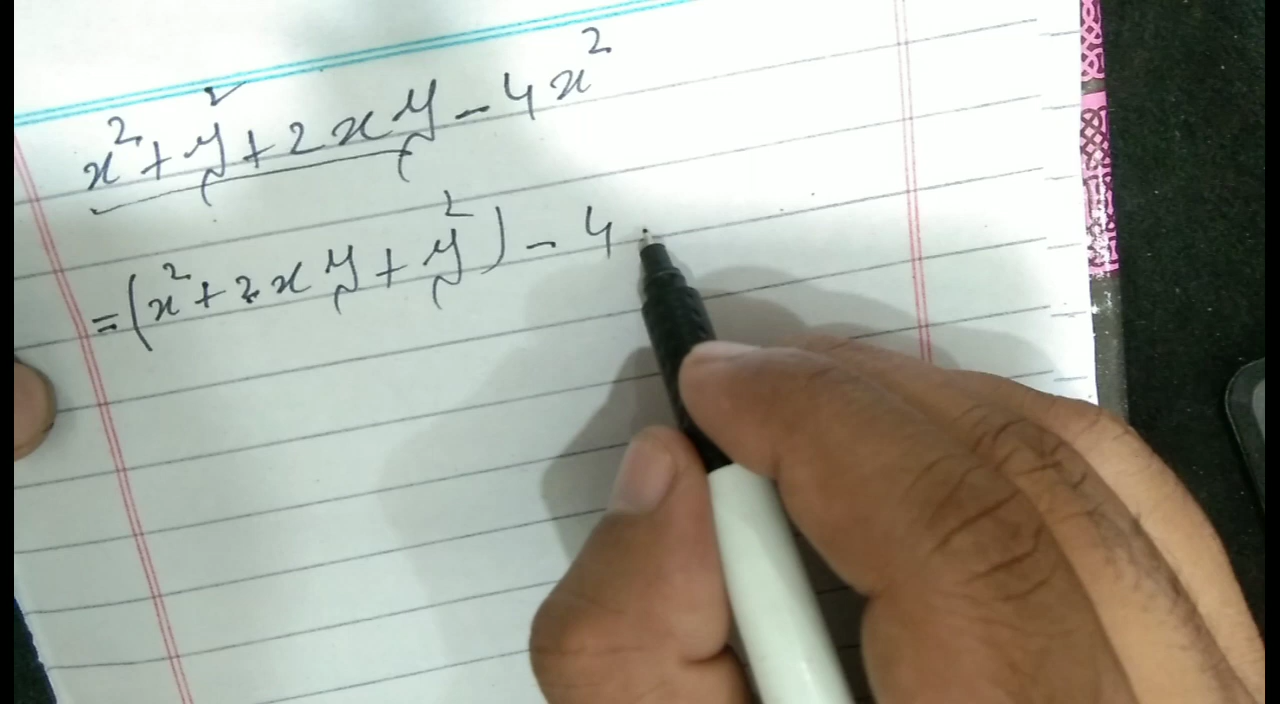 x² + y² + 2xy - 4x²
= (x² + 2xy + y²) - 4